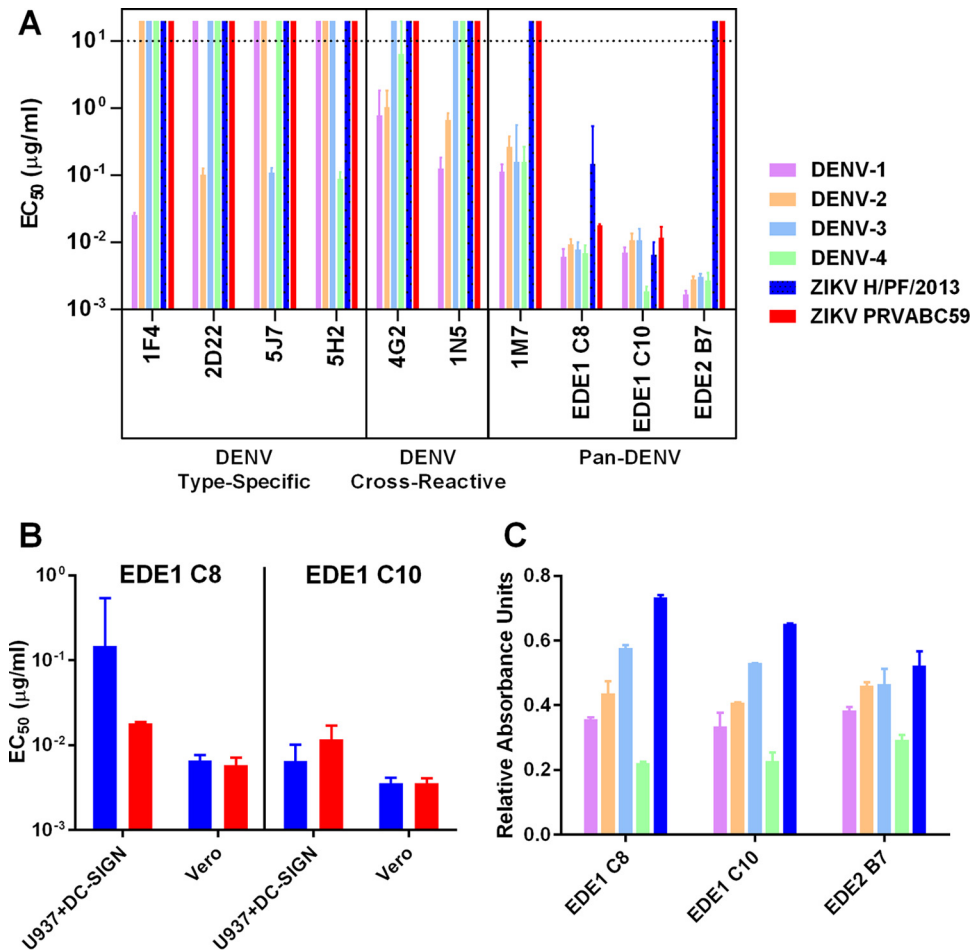 A
EC50 (μg/ml)
10¹
10⁰
10⁻¹
10⁻²
10⁻³
1F4
2D22
5J7
5H2
4G2
1N5
1M7
EDE1 C8
EDE1 C10
EDE2 B7
DENV
Type-Specific
DENV
Cross-Reactive
Pan-DENV
DENV-1
DENV-2
DENV-3
DENV-4
ZIKV H/PF/2013
ZIKV PRVABC59
B
EDE1 C8
EDE1 C10
EC50 (μg/ml)
10⁰
10⁻¹
10⁻²
10⁻³
U937+DC-SIGN
Vero
U937+DC-SIGN
Vero
C
Relative Absorbance Units
0.8
0.6
0.4
0.2
0.0
EDE1 C8
EDE1 C10
EDE2 B7